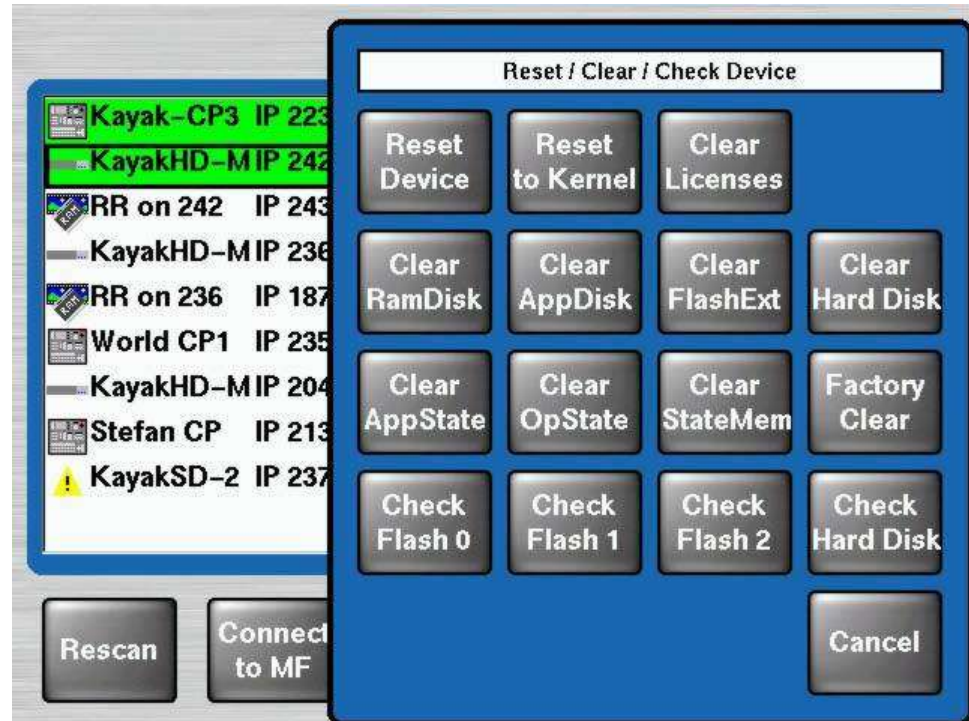 Reset / Clear / Check Device
Kayak-CP3 IP 223
KayakHD-M IP 242
RR on 242 IP 243
KayakHD-M IP 236
RR on 236 IP 187
World CP1 IP 235
KayakHD-M IP 204
Stefan CP IP 213
KayakSD-2 IP 237
Reset
Device
Reset
to Kernel
Clear
Licenses
Clear
RamDisk
Clear
AppDisk
Clear
FlashExt
Clear
Hard Disk
Clear
AppState
Clear
OpState
Clear
StateMem
Factory
Clear
Check
Flash 0
Check
Flash 1
Check
Flash 2
Check
Hard Disk
Rescan
Connect
to MF
Cancel